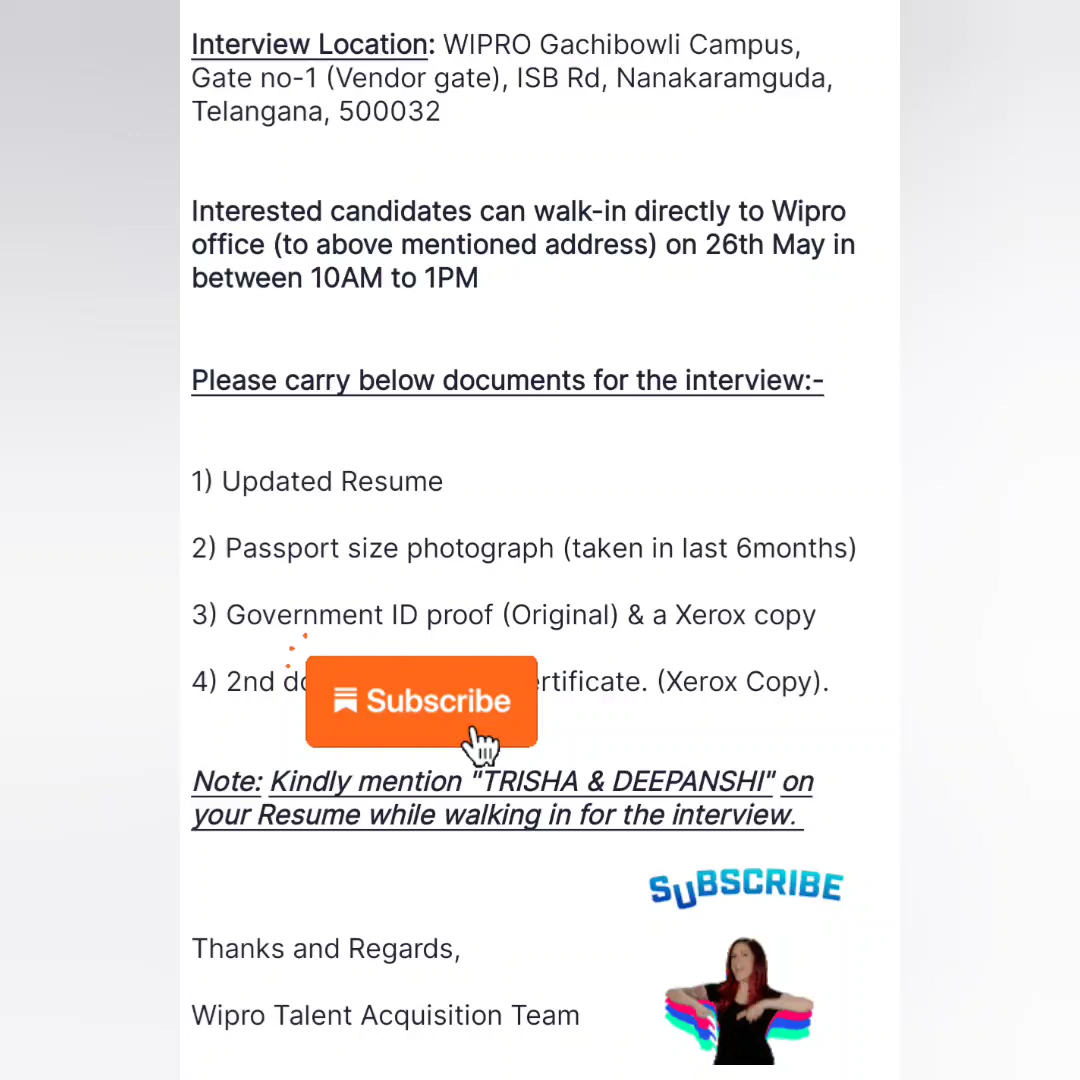 Interview Location: WIPRO Gachibowli Campus,
Gate no-1 (Vendor gate), ISB Rd, Nanakaramguda,
Telangana, 500032
Interested candidates can walk-in directly to Wipro
office (to above mentioned address) on 26th May in
between 10AM to 1PM
Please carry below documents for the interview:-
1) Updated Resume
2) Passport size photograph (taken in last 6months)
3) Government ID proof (Original) & a Xerox copy
4) 2nd (Xerox Copy).
Subscribe
Note: Kindly mention "TRISHA & DEEPANSHI" on
your Resume while walking in for the interview.
SUBSCRIBE
Thanks and Regards,
Wipro Talent Acquisition Team